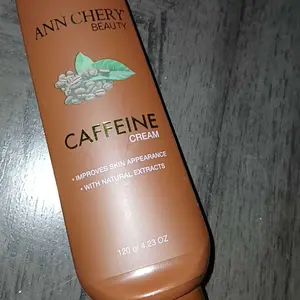 ANN CHERY
BEAUTY
CAFFEINE
CREAM
• IMPROVES SKIN APPEARANCE
• WITH NATURAL EXTRACTS
120 g/ 4.23 OZ